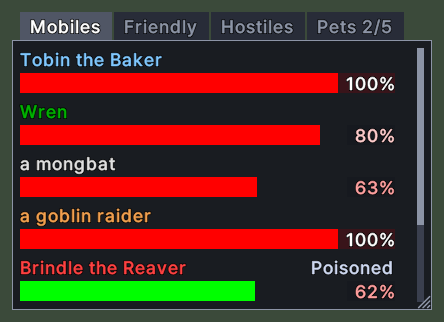 Mobiles Friendly Hostiles Pets 2/5
Tobin the Baker
100%
Wren
80%
a mongbat
63%
a goblin raider
100%
Brindle the Reaver Poisoned
62%